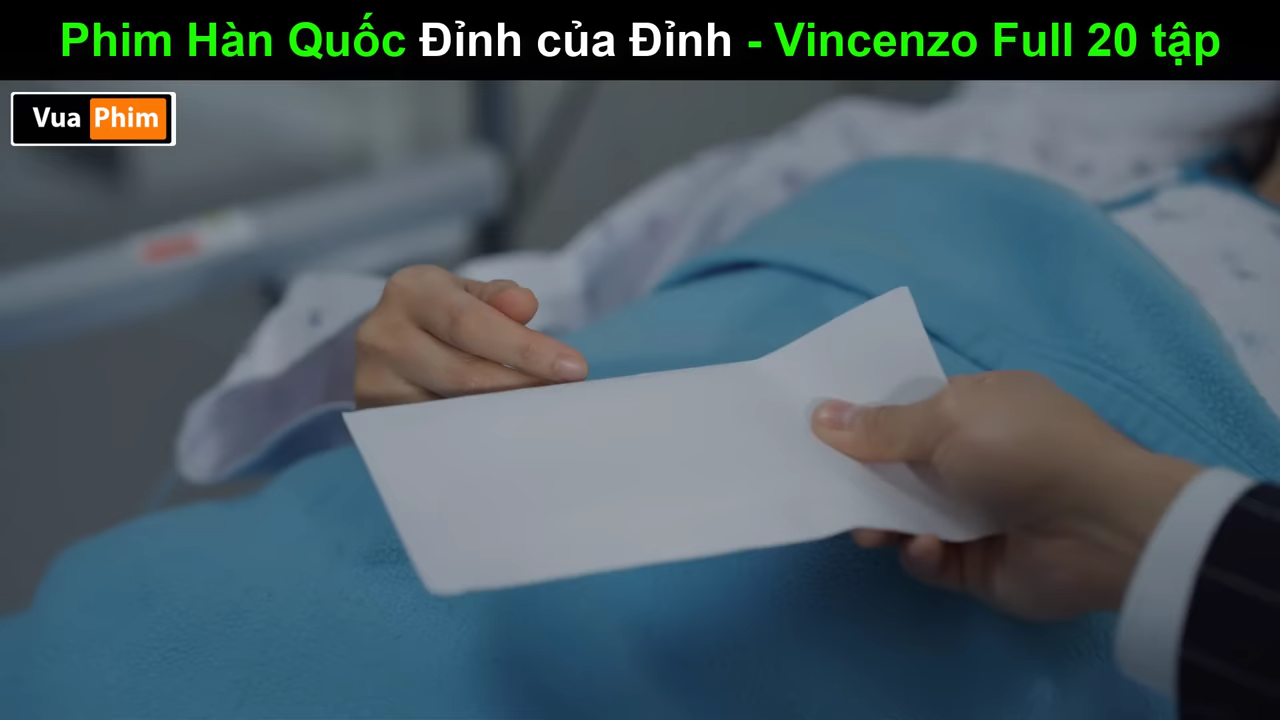 Phim Hàn Quốc Đỉnh của Đỉnh - Vincenzo Full 20 tập
Vua Phim